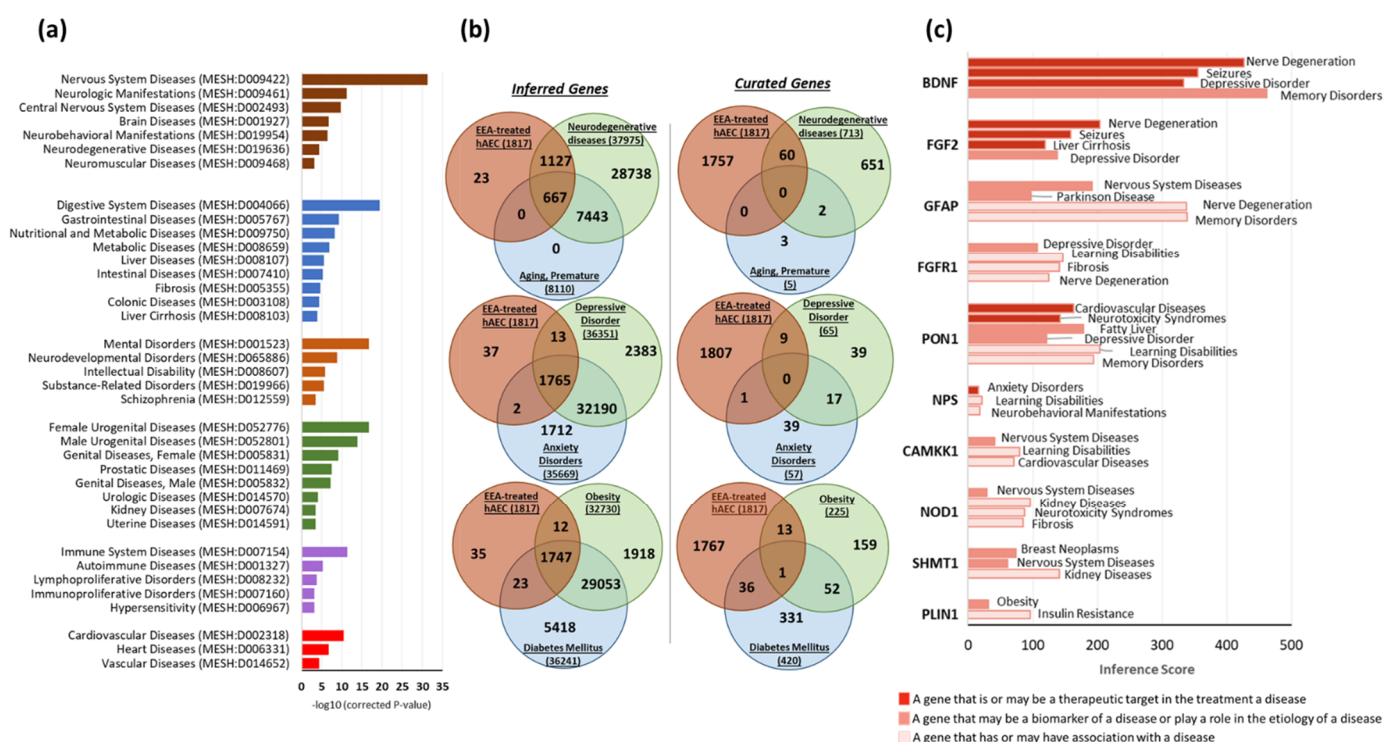 (a)
Nervous System Diseases (MESH:D009422)
Neurologic Manifestations (MESH:D009461)
Central Nervous System Diseases (MESH:D002493)
Brain Diseases (MESH:D001927)
Neurobehavioral Manifestations (MESH:D019954)
Neurodegenerative Diseases (MESH:D019636)
Neuromuscular Diseases (MESH:D009468)
Digestive System Diseases (MESH:D004066)
Gastrointestinal Diseases (MESH:D005767)
Nutritional and Metabolic Diseases (MESH:D009750)
Metabolic Diseases (MESH:D008659)
Liver Diseases (MESH:D008107)
Intestinal Diseases (MESH:D007410)
Fibrosis (MESH:D005355)
Colonic Diseases (MESH:D003108)
Liver Cirrhosis (MESH:D008103)
Mental Disorders (MESH:D001523)
Neurodevelopmental Disorders (MESH:D065886)
Intellectual Disability (MESH:D008607)
Substance-Related Disorders (MESH:D019966)
Schizophrenia (MESH:D012559)
Female Urogenital Diseases (MESH:D052776)
Male Urogenital Diseases (MESH:D052801)
Genital Diseases, Female (MESH:D005831)
Prostatic Diseases (MESH:D011469)
Genital Diseases, Male (MESH:D005832)
Urologic Diseases (MESH:D014570)
Kidney Diseases (MESH:D007674)
Uterine Diseases (MESH:D014591)
Immune System Diseases (MESH:D007154)
Autoimmune Diseases (MESH:D001327)
Lymphoproliferative Disorders (MESH:D008232)
Immunoproliferative Disorders (MESH:D007160)
Hypersensitivity (MESH:D006967)
Cardiovascular Diseases (MESH:D002318)
Heart Diseases (MESH:D006331)
Vascular Diseases (MESH:D014652)
0 5 10 15 20 25 30 35
-log10 (corrected P-value)
(b)
Inferred Genes
EEA-treated
hAEC (1817)
Neurodegenerative
diseases (37975)
1127
23
28738
667
0
7443
0
Aging, Premature
(8110)
EEA-treated
hAEC (1817)
Depressive
Disorder
(36351)
13
37
2383
1765
2
32190
1712
Anxiety
Disorders
(35669)
EEA-treated
hAEC (1817)
Obesity
(32730)
12
35
1747
1918
23
29053
5418
Diabetes Mellitus
(36241)
Curated Genes
EEA-treated
hAEC (1817)
Neurodegenerative
diseases (713)
1757
60
651
0
0
2
3
Aging, Premature
(5)
EEA-treated
hAEC (1817)
Depressive
Disorder
(65)
9
1807
39
0
1
17
39
Anxiety
Disorders
(57)
EEA-treated
hAEC (1817)
Obesity
(225)
13
1767
159
1
36
52
331
Diabetes Mellitus
(420)
(c)
BDNF
Nerve Degeneration
Seizures
Depressive Disorder
Memory Disorders
FGF2
Nerve Degeneration
Seizures
Liver Cirrhosis
Depressive Disorder
GFAP
Nervous System Diseases
Parkinson Disease
Nerve Degeneration
Memory Disorders
FGFR1
Depressive Disorder
Learning Disabilities
Fibrosis
Nerve Degeneration
PON1
Cardiovascular Diseases
Neurotoxicity Syndromes
Fatty Liver
Depressive Disorder
Learning Disabilities
Memory Disorders
NPS
Anxiety Disorders
Learning Disabilities
Neurobehavioral Manifestations
CAMKK1
Nervous System Diseases
Learning Disabilities
Cardiovascular Diseases
NOD1
Nervous System Diseases
Kidney Diseases
Neurotoxicity Syndromes
Fibrosis
SHMT1
Breast Neoplasms
Nervous System Diseases
Kidney Diseases
PLIN1
Obesity
Insulin Resistance
0 100 200 300 400 500
Inference Score
A gene that is or may be a therapeutic target in the treatment a disease
A gene that may be a biomarker of a disease or play a role in the etiology of a disease
A gene that has or may have association with a disease